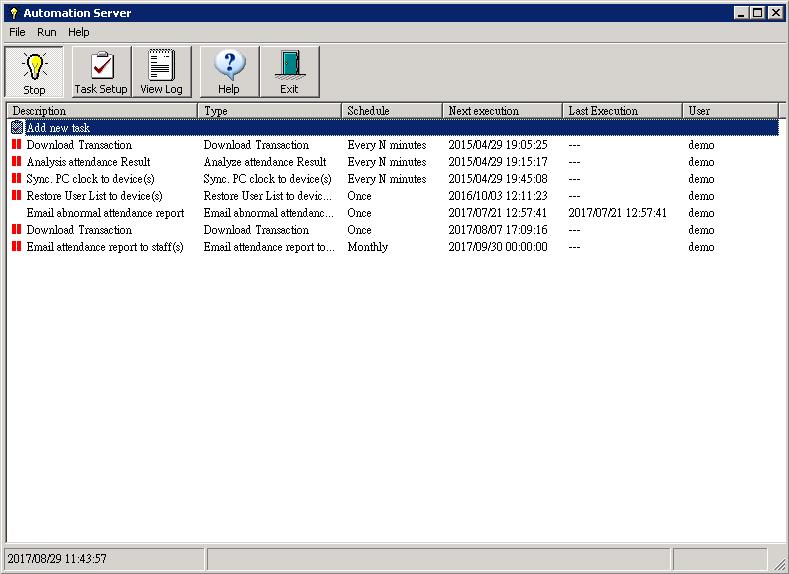 Automation Server
File Run Help
Stop Task Setup View Log Help Exit
Description Type Schedule Next execution Last Execution User
Add new task
Download Transaction Download Transaction Every N minutes 2015/04/29 19:05:25 --- demo
Analysis attendance Result Analyze attendance Result Every N minutes 2015/04/29 19:15:17 --- demo
Sync. PC clock to device(s) Sync. PC clock to device(s) Every N minutes 2015/04/29 19:45:08 --- demo
Restore User List to device(s) Restore User List to devic... Once 2016/10/03 12:11:23 --- demo
Email abnormal attendance report Email abnormal attendanc... Once 2017/07/21 12:57:41 2017/07/21 12:57:41 demo
Download Transaction Download Transaction Once 2017/08/07 17:09:16 --- demo
Email attendance report to staff(s) Email attendance report to... Monthly 2017/09/30 00:00:00 --- demo
2017/08/29 11:43:57